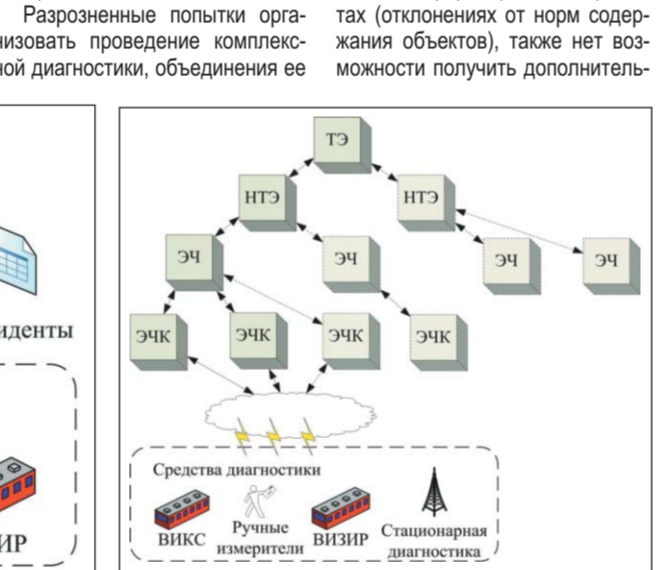 Разрозненные попытки орга-
низовать проведение комплекс-
ной диагностики, объединения ее
тах (отклонениях от норм содер-
жания объектов), также нет воз-
можности получить дополнитель-
ТЭ
НТЭ
НТЭ
ЭЧ
ЭЧ
ЭЧ
ЭЧ
ЭЧК
ЭЧК
ЭЧК
ЭЧК
Средства диагностики
ВИКС
Ручные
измерители
ВИЗИР
Стационарная
диагностика
иденты
ИР